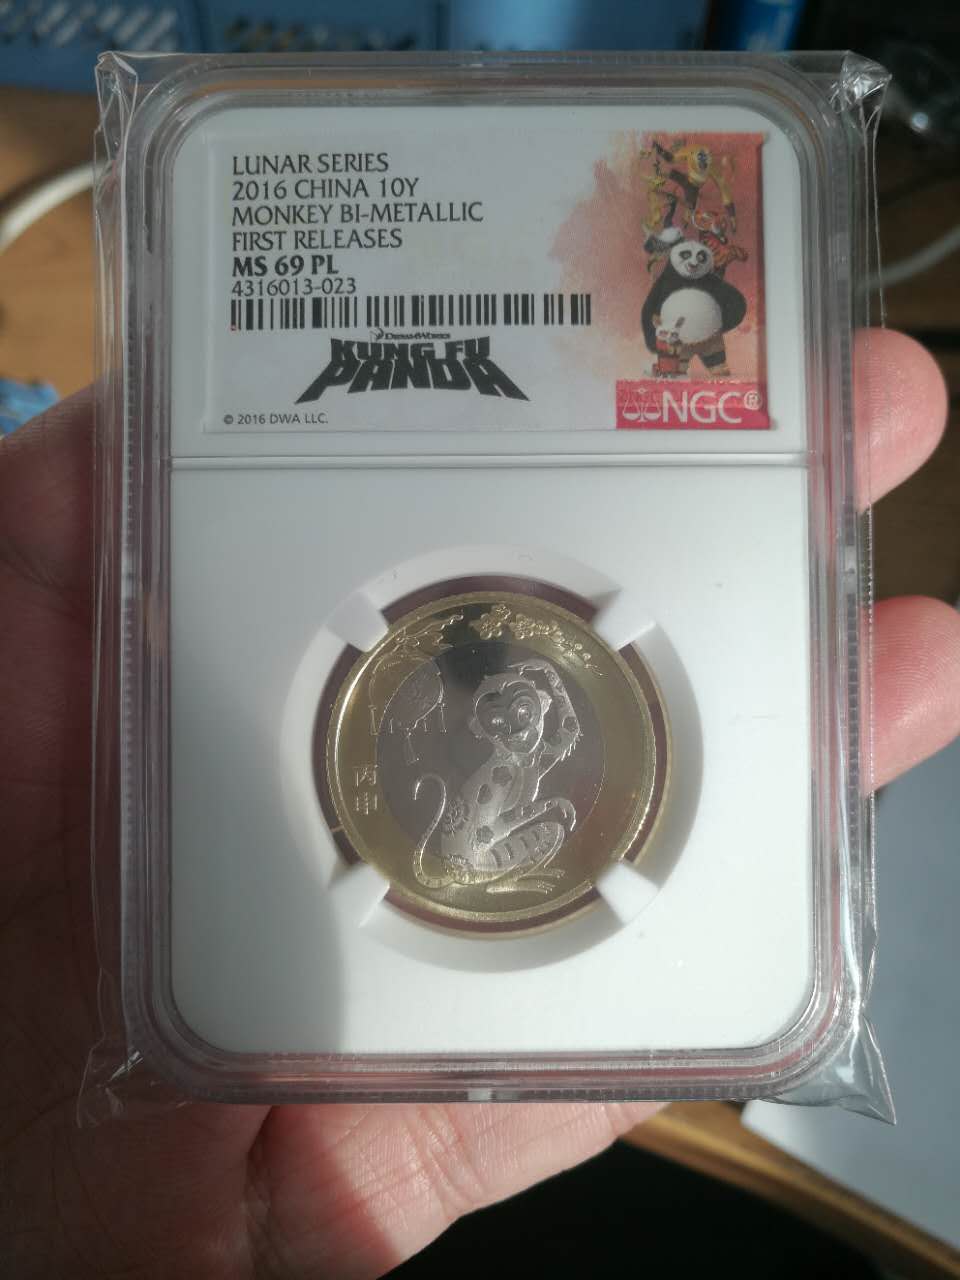 LUNAR SERIES
2016 CHINA 10Y
MONKEY BI-METALLIC
FIRST RELEASES
MS 69 PL
4316013-023
DREAMWORKS
KUNG FU
PANDA
© 2016 DWA LLC.
NGC®
丙
申